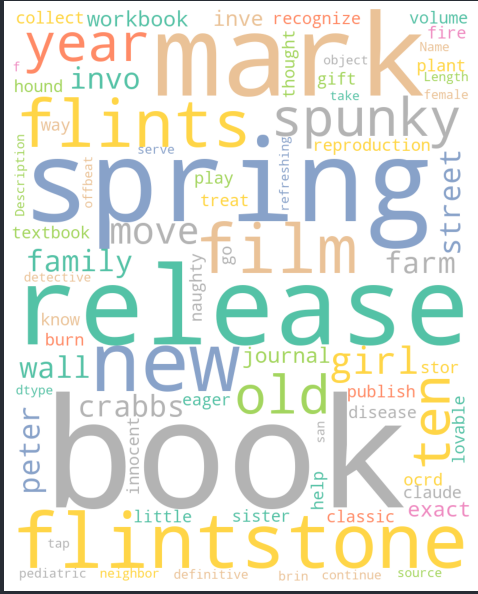 collect workbook inve recognize volume
year mark fire
f thought object Name
hound invo gift plant Length
take female
flints spunky
way reproduction
Description offbeat spring serve refreshing street
play
treat
textbook move film go farm
family naughty
detective
release
know
burn
wall new journal girl stor
dtype crabbs eager old publish ten lovable
disease
peter book innocent san help
ocrd
claude
little sister classic exact
flintstone
tap
pediatric neighbor definitive brin continue source